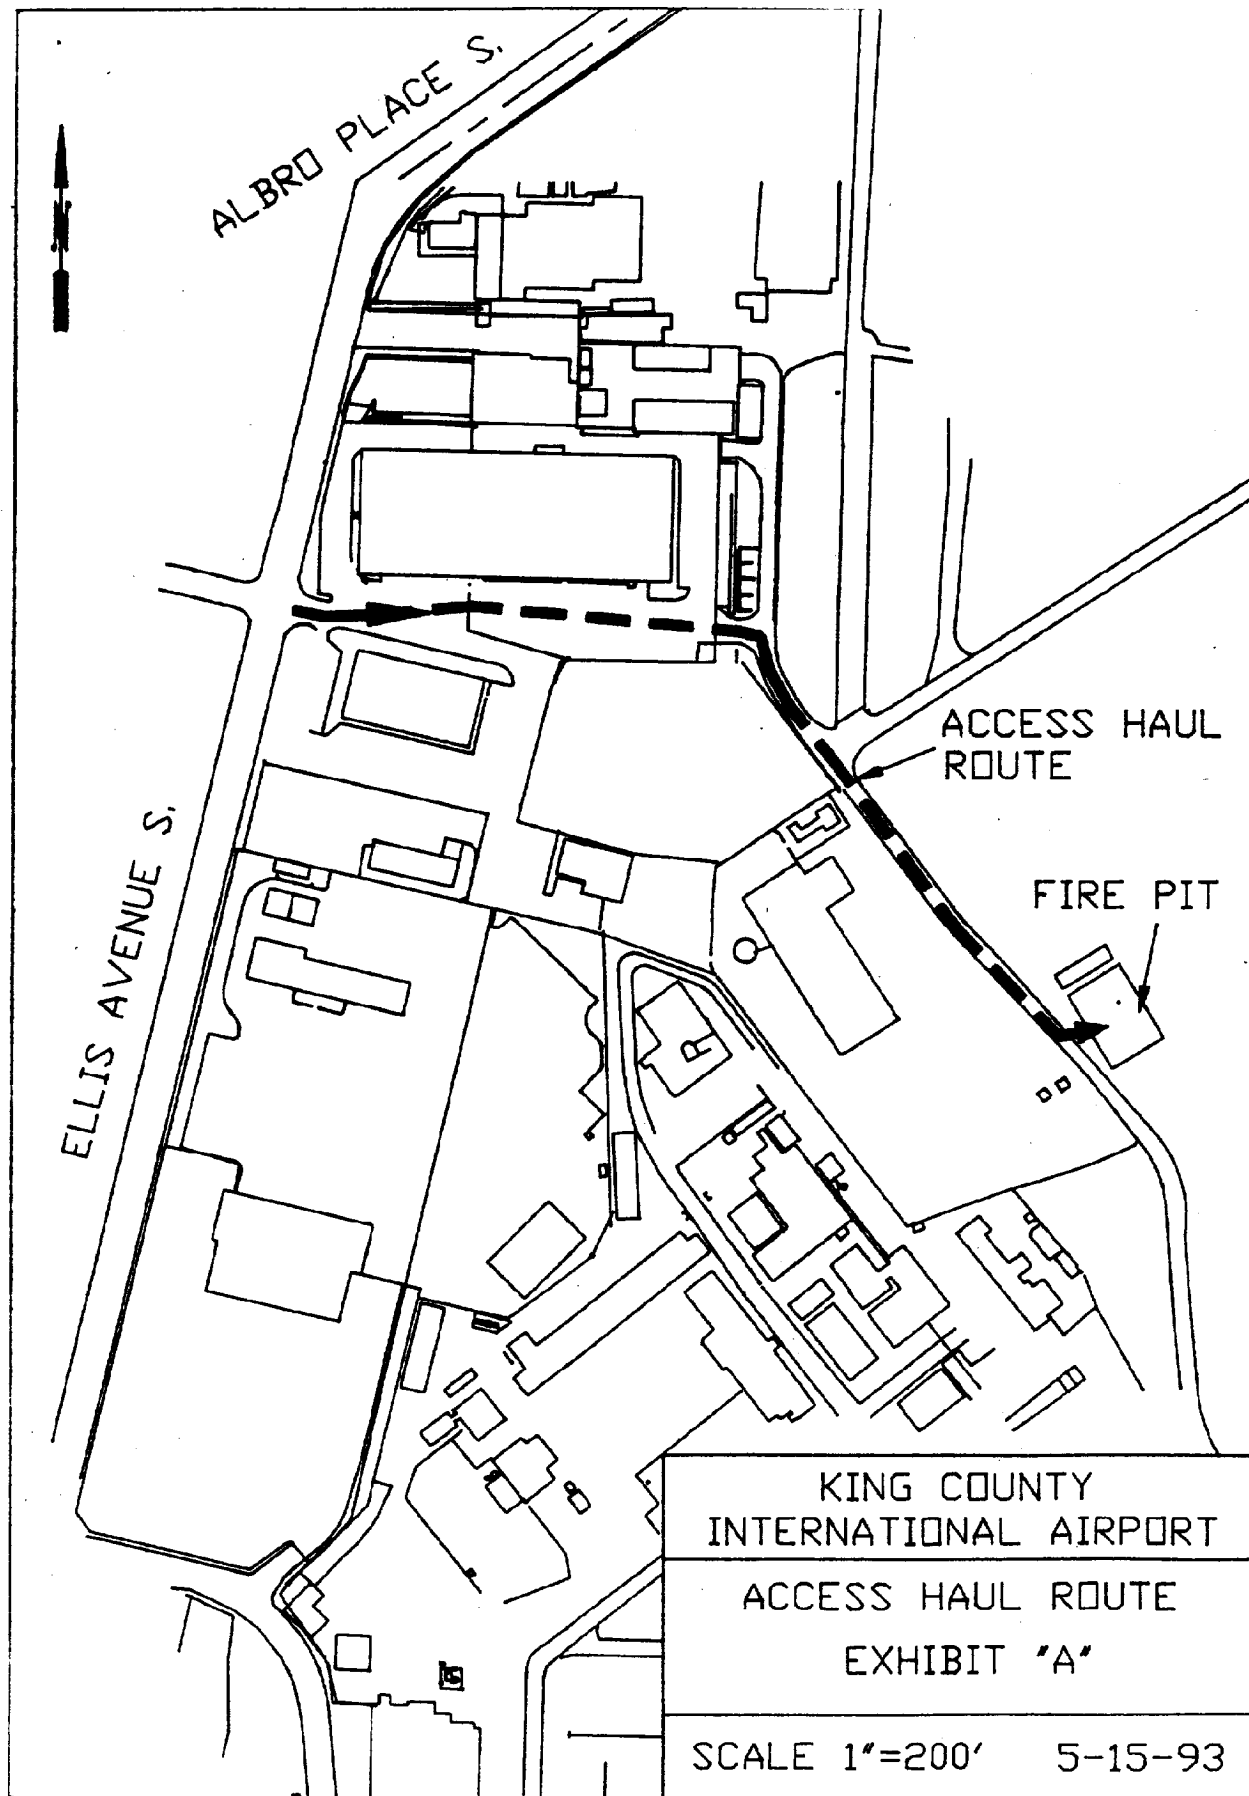 ALBRO PLACE S.
ACCESS HAUL
ROUTE
ELLIS AVENUE S.
FIRE PIT
KING COUNTY
INTERNATIONAL AIRPORT
ACCESS HAUL ROUTE
EXHIBIT "A"
SCALE 1"=200' 5-15-93